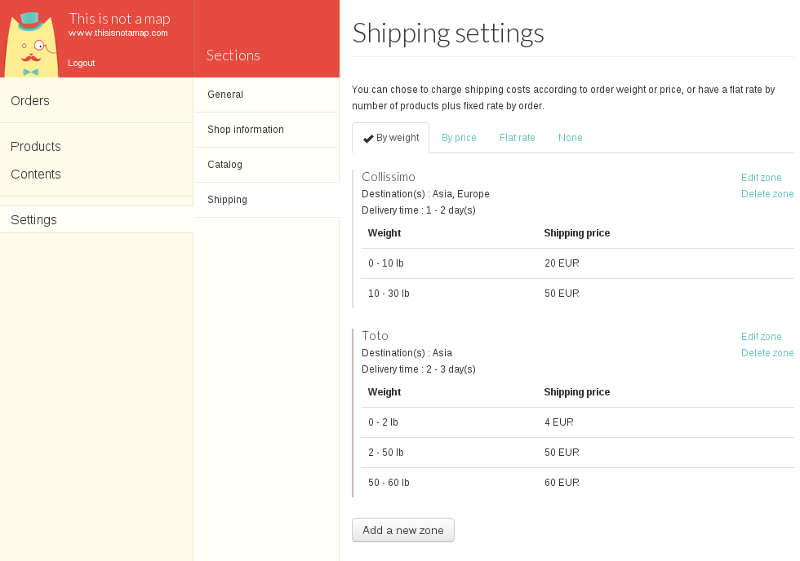 This is not a map
www.thisisnotamap.com
Logout
Orders
Products
Contents
Settings
Sections
General
Shop information
Catalog
Shipping
Shipping settings
You can chose to charge shipping costs according to order weight or price, or have a flat rate by
number of products plus fixed rate by order.
By weight By price Flat rate None
Collissimo Edit zone
Destination(s) : Asia, Europe Delete zone
Delivery time : 1 - 2 day(s)
Weight Shipping price
0 - 10 lb 20 EUR
10 - 30 lb 50 EUR
Toto Edit zone
Destination(s) : Asia Delete zone
Delivery time : 2 - 3 day(s)
Weight Shipping price
0 - 2 lb 4 EUR
2 - 50 lb 50 EUR
50 - 60 lb 60 EUR
Add a new zone